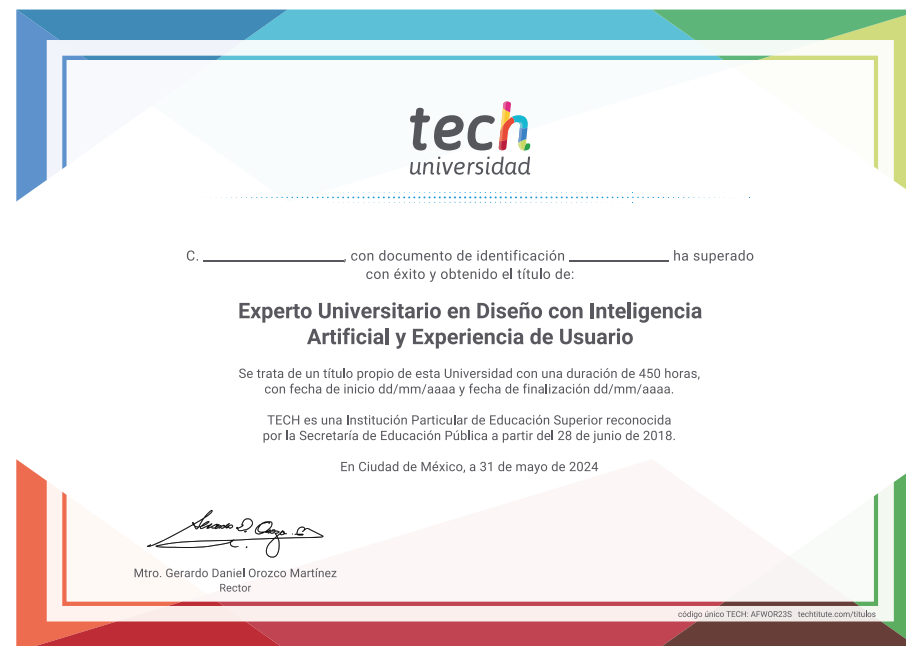 tech
universidad
C. ____________________, con documento de identificación ______________ ha superado
con éxito y obtenido el título de:
Experto Universitario en Diseño con Inteligencia
Artificial y Experiencia de Usuario
Se trata de un título propio de esta Universidad con una duración de 450 horas,
con fecha de inicio dd/mm/aaaa y fecha de finalización dd/mm/aaaa.
TECH es una Institución Particular de Educación Superior reconocida
por la Secretaría de Educación Pública a partir del 28 de junio de 2018.
En Ciudad de México, a 31 de mayo de 2024
Mtro. Gerardo Daniel Orozco Martínez
Rector
código único TECH: AFWOR23S techtitute.com/titulos